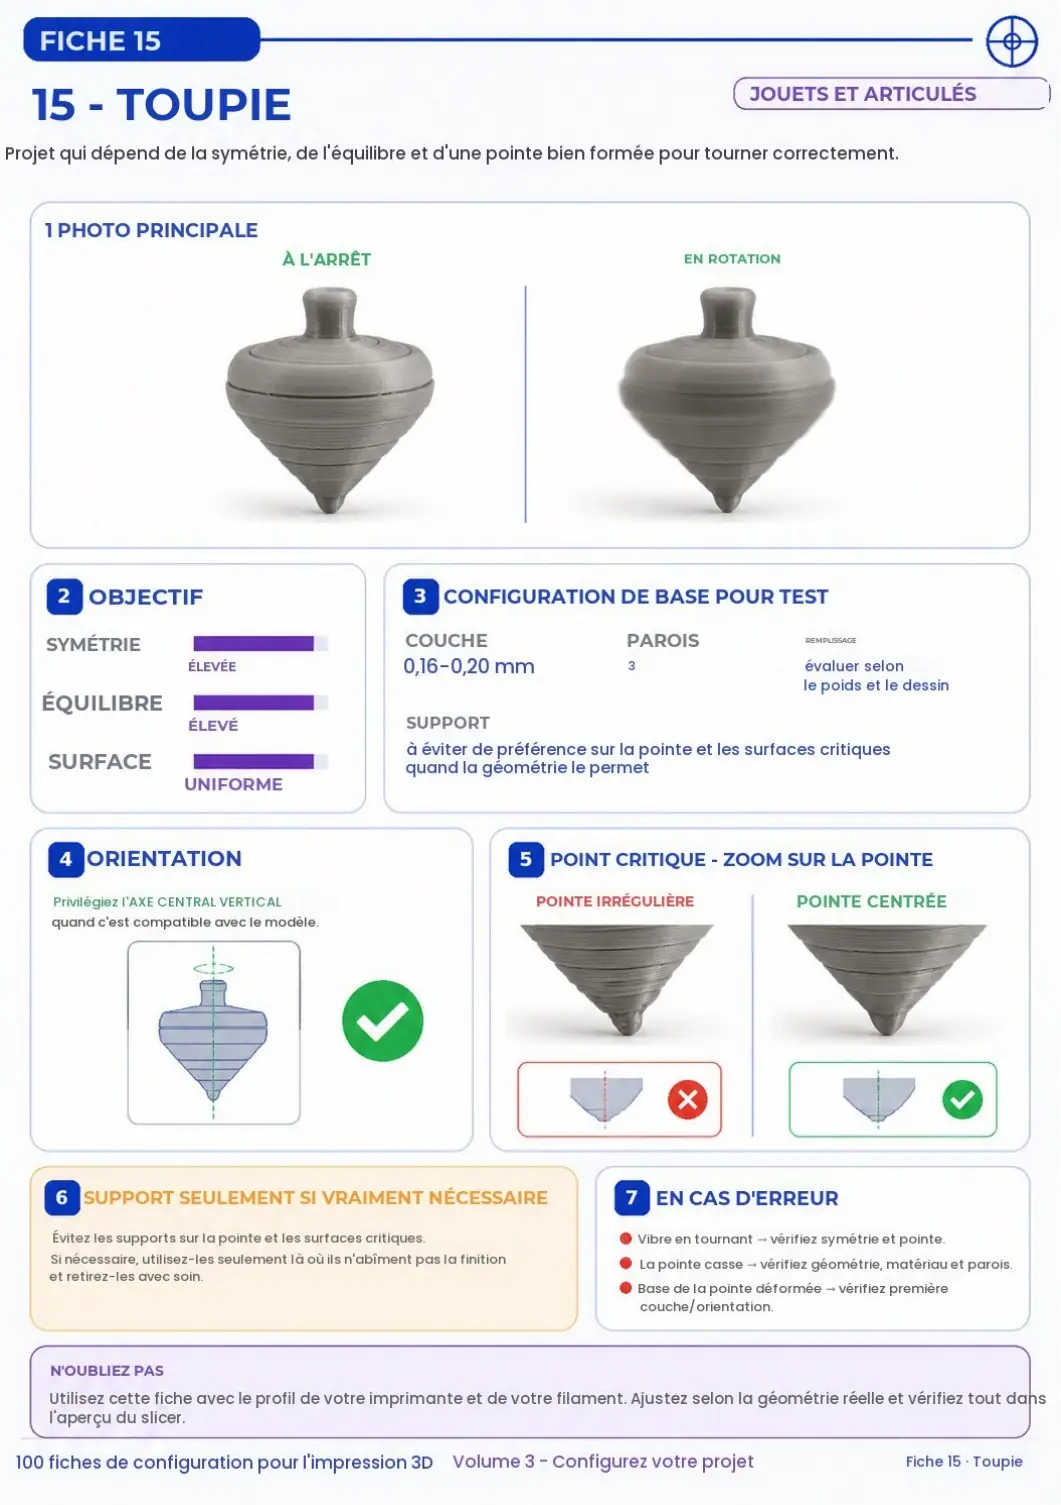 FICHE 15
15 - TOUPIE
JOUETS ET ARTICULÉS
Projet qui dépend de la symétrie, de l'équilibre et d'une pointe bien formée pour tourner correctement.
1 PHOTO PRINCIPALE
À L'ARRÊT
EN ROTATION
2 OBJECTIF
SYMÉTRIE
ÉLEVÉE
ÉQUILIBRE
ÉLEVÉ
SURFACE
UNIFORME
3 CONFIGURATION DE BASE POUR TEST
COUCHE
0,16-0,20 mm
PAROIS
3
REMPLISSAGE
évaluer selon
le poids et le dessin
SUPPORT
à éviter de préférence sur la pointe et les surfaces critiques
quand la géométrie le permet
4 ORIENTATION
Privilégiez l'AXE CENTRAL VERTICAL
quand c'est compatible avec le modèle.
5 POINT CRITIQUE - ZOOM SUR LA POINTE
POINTE IRRÉGULIÈRE
POINTE CENTRÉE
6 SUPPORT SEULEMENT SI VRAIMENT NÉCESSAIRE
Évitez les supports sur la pointe et les surfaces critiques.
Si nécessaire, utilisez-les seulement là où ils n'abîment pas la finition
et retirez-les avec soin.
7 EN CAS D'ERREUR
Vibre en tournant → vérifiez symétrie et pointe.
La pointe casse → vérifiez géométrie, matériau et parois.
Base de la pointe déformée → vérifiez première
couche/orientation.
N'OUBLIEZ PAS
Utilisez cette fiche avec le profil de votre imprimante et de votre filament. Ajustez selon la géométrie réelle et vérifiez tout dans
l'aperçu du slicer.
100 fiches de configuration pour l'impression 3D
Volume 3 - Configurez votre projet
Fiche 15 · Toupie